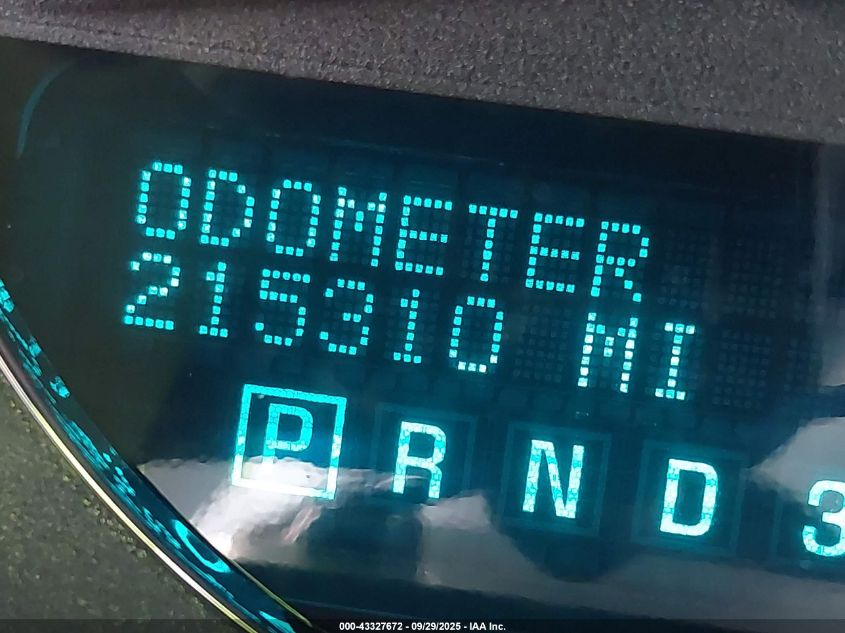 ODOMETER
215310 MI
P R N D 3
000-43327672 - 09/29/2025 - IAA Inc.